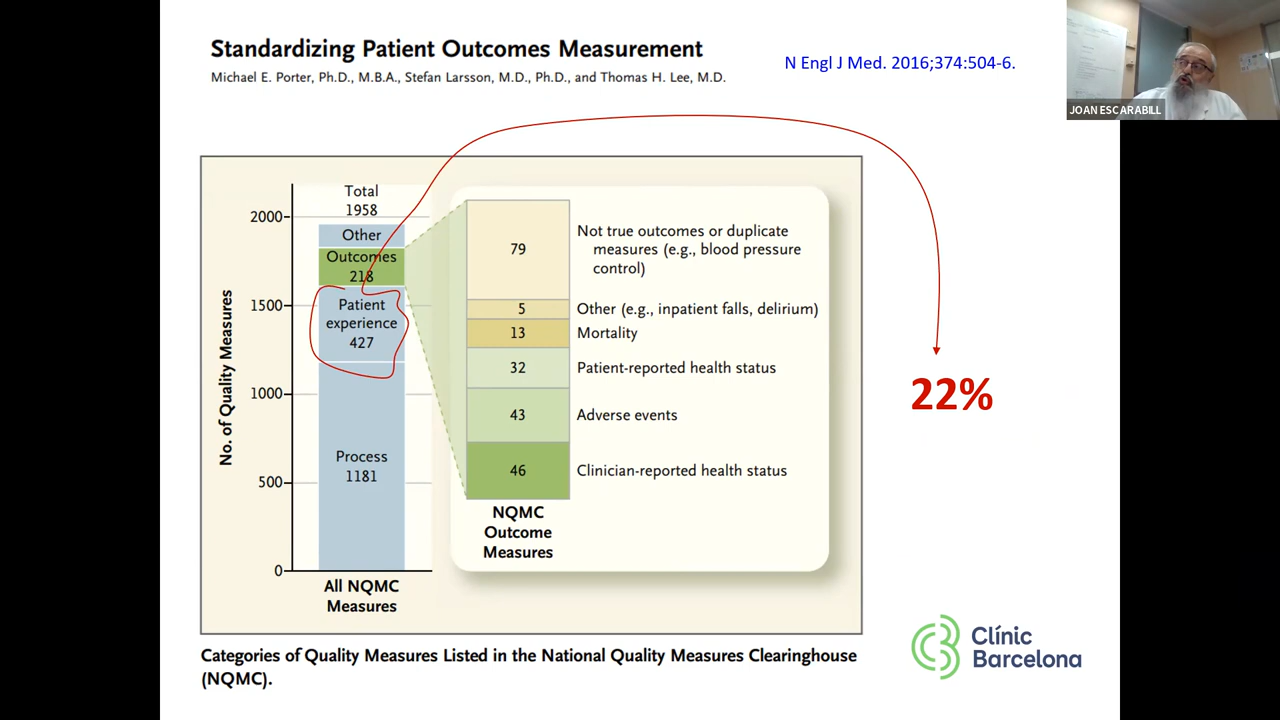 Standardizing Patient Outcomes Measurement
Michael E. Porter, Ph.D., M.B.A., Stefan Larsson, M.D., Ph.D., and Thomas H. Lee, M.D.
N Engl J Med. 2016;374:504-6.
JOAN ESCARABILL
No. of Quality Measures
2000
1500
1000
500
0
Total
1958
Other
Outcomes
218
Patient
experience
427
Process
1181
All NQMC
Measures
79
Not true outcomes or duplicate
measures (e.g., blood pressure
control)
5
Other (e.g., inpatient falls, delirium)
13
Mortality
32
Patient-reported health status
43
Adverse events
46
Clinician-reported health status
NQMC
Outcome
Measures
22%
Categories of Quality Measures Listed in the National Quality Measures Clearinghouse
(NQMC).
Clínic
Barcelona